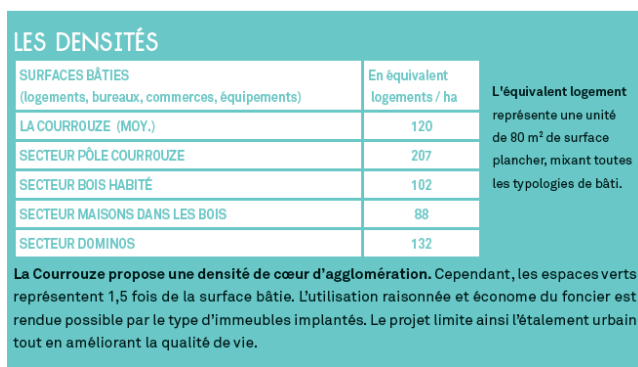 LES DENSITÉS
SURFACES BÂTIES
(logements, bureaux, commerces, équipements)
En équivalent
logements / ha
LA COURROUZE (MOY.) 120
SECTEUR PÔLE COURROUZE 207
SECTEUR BOIS HABITÉ 102
SECTEUR MAISONS DANS LES BOIS 88
SECTEUR DOMINOS 132
L'équivalent logement
représente une unité
de 80 m² de surface
plancher, mixant toutes
les typologies de bâti.
La Courrouze propose une densité de cœur d'agglomération. Cependant, les espaces verts
représentent 1,5 fois de la surface bâtie. L'utilisation raisonnée et économe du foncier est
rendue possible par le type d'immeubles implantés. Le projet limite ainsi l'étalement urbain
tout en améliorant la qualité de vie.